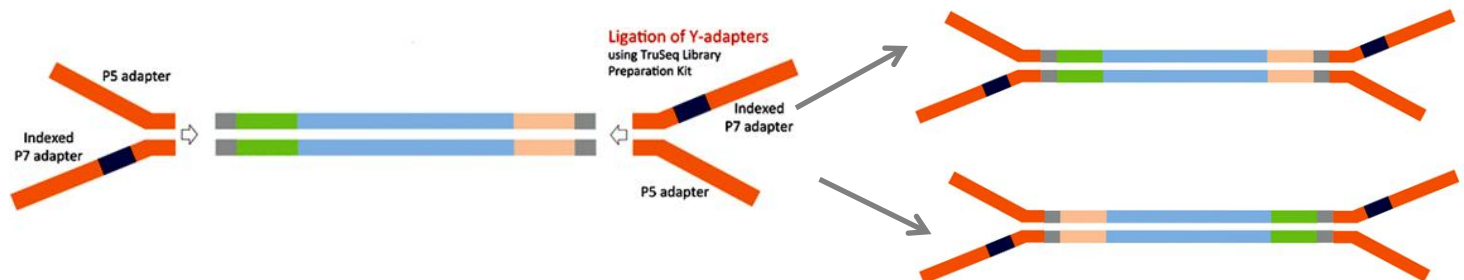 P5 adapter
Indexed
P7 adapter
Ligation of Y-adapters
using TruSeq Library
Preparation Kit
Indexed
P7 adapter
P5 adapter